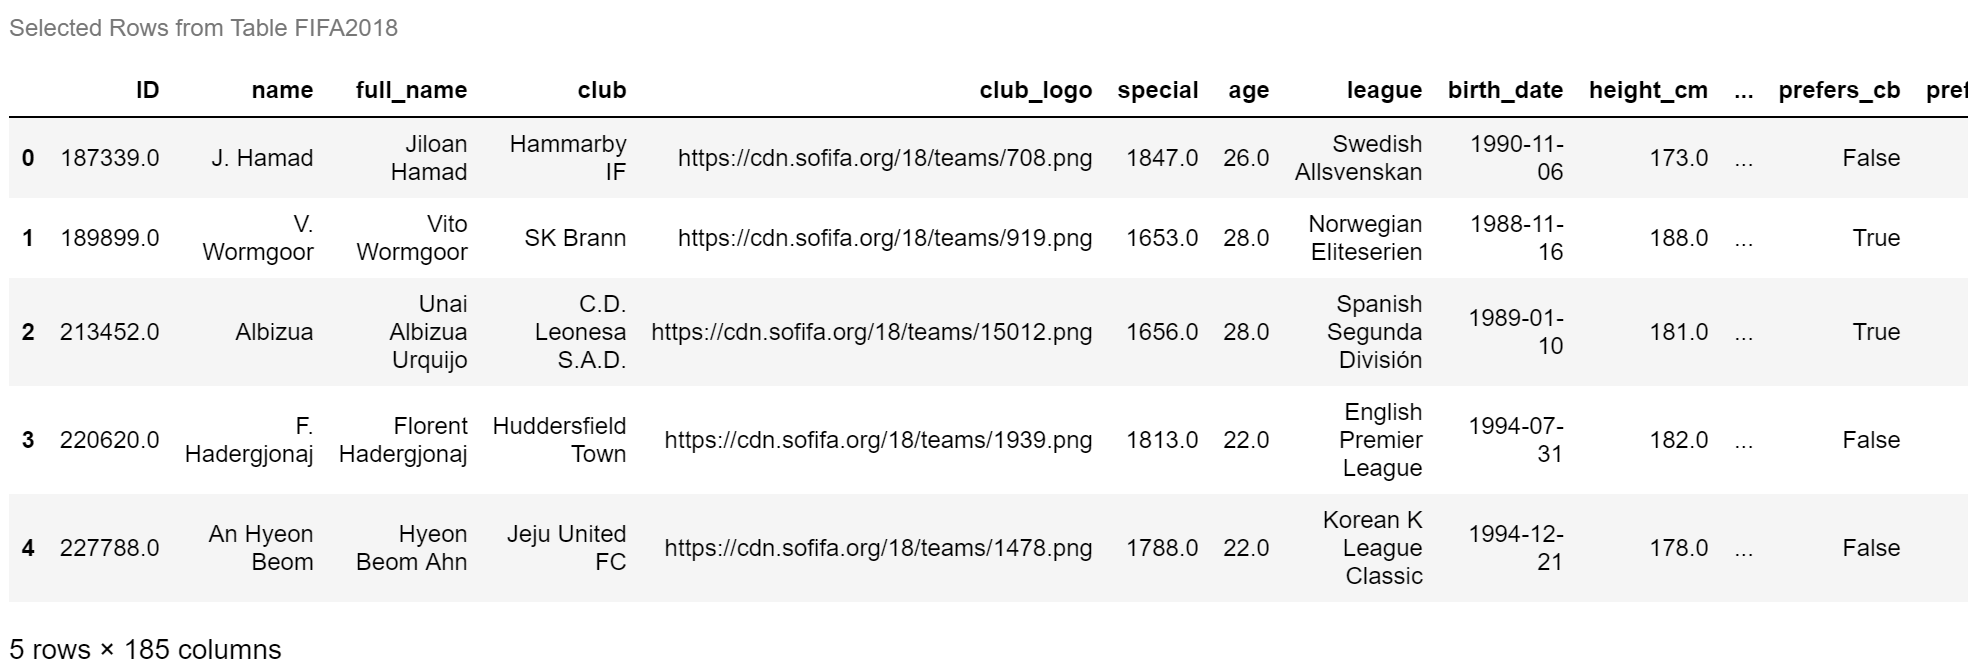 Selected Rows from Table FIFA2018
ID name full_name club club_logo special age league birth_date height_cm ... prefers_cb pref
0 187339.0 J. Hamad Jiloan Hamad Hammarby IF https://cdn.sofifa.org/18/teams/708.png 1847.0 26.0 Swedish Allsvenskan 1990-11-06 173.0 ... False
1 189899.0 V. Wormgoor Vito Wormgoor SK Brann https://cdn.sofifa.org/18/teams/919.png 1653.0 28.0 Norwegian Eliteserien 1988-11-16 188.0 ... True
2 213452.0 Albizua Unai Albizua Urquijo C.D. Leonesa S.A.D. https://cdn.sofifa.org/18/teams/15012.png 1656.0 28.0 Spanish Segunda División 1989-01-10 181.0 ... True
3 220620.0 F. Hadergjonaj Florent Hadergjonaj Huddersfield Town https://cdn.sofifa.org/18/teams/1939.png 1813.0 22.0 English Premier League 1994-07-31 182.0 ... False
4 227788.0 An Hyeon Beom Hyeon Beom Ahn Jeju United FC https://cdn.sofifa.org/18/teams/1478.png 1788.0 22.0 Korean K League Classic 1994-12-21 178.0 ... False
5 rows × 185 columns